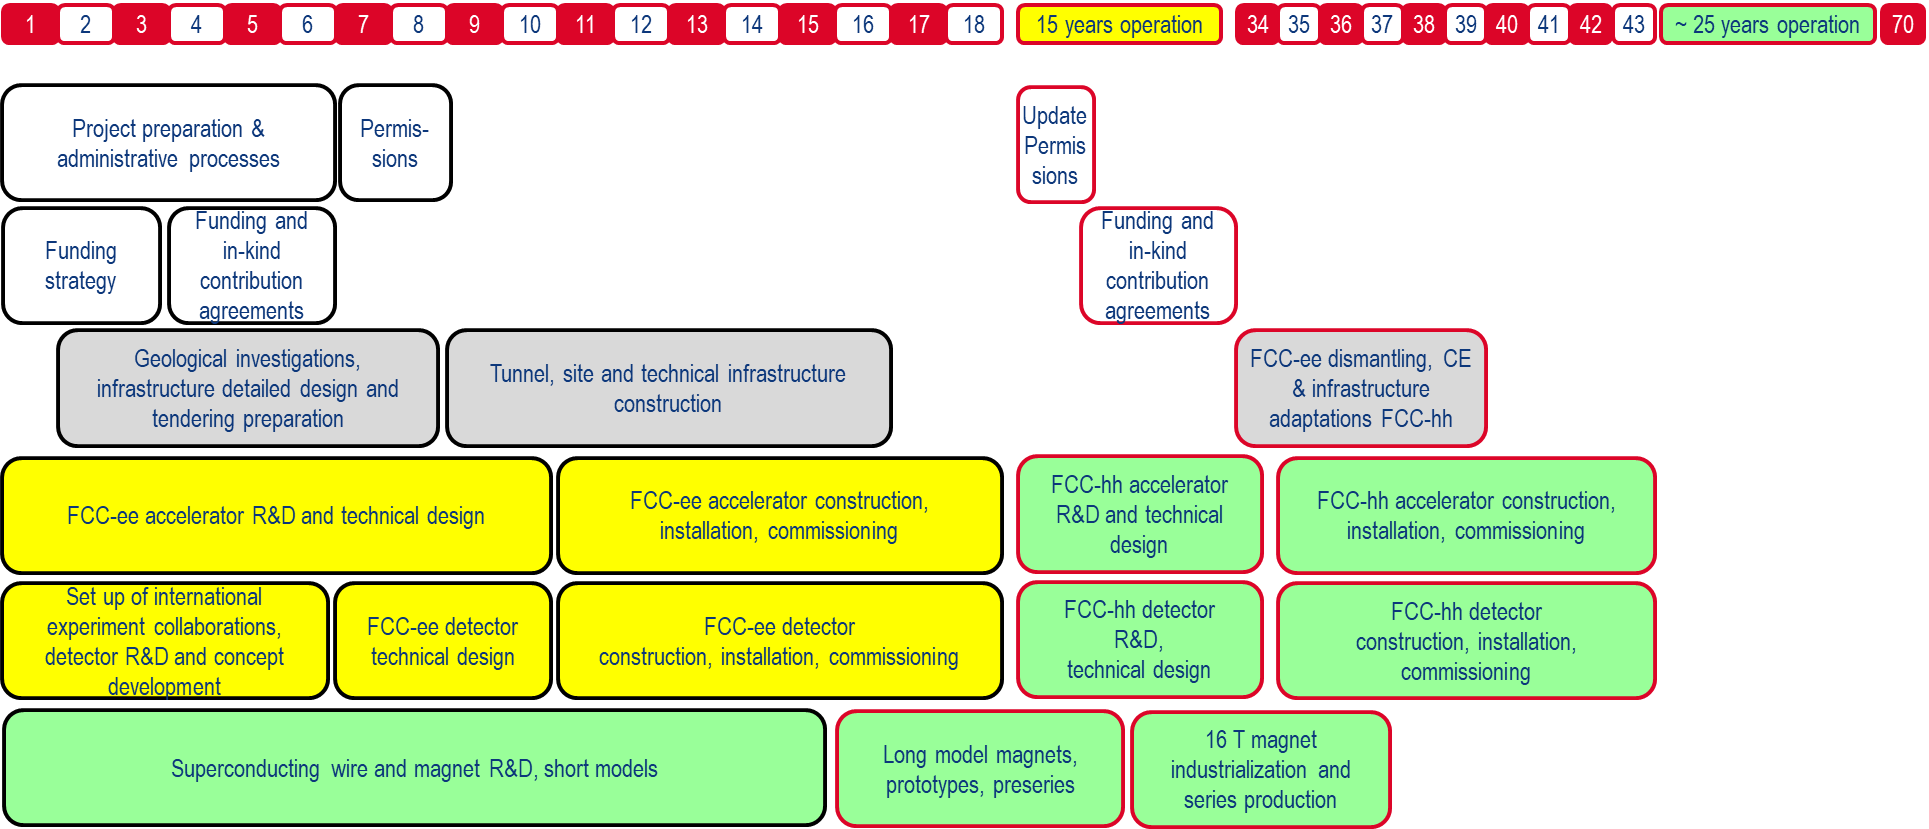 1 2 3 4 5 6 7 8 9 10 11 12 13 14 15 16 17 18 15 years operation 34 35 36 37 38 39 40 41 42 43 ~ 25 years operation 70
Project preparation &
administrative processes
Permis-
sions
Update
Permis
sions
Funding
strategy
Funding and
in-kind
contribution
agreements
Funding and
in-kind
contribution
agreements
Geological investigations,
infrastructure detailed design and
tendering preparation
Tunnel, site and technical infrastructure
construction
FCC-ee dismantling, CE
& infrastructure
adaptations FCC-hh
FCC-ee accelerator R&D and technical design
FCC-ee accelerator construction,
installation, commissioning
FCC-hh accelerator
R&D and technical
design
FCC-hh accelerator construction,
installation, commissioning
Set up of international
experiment collaborations,
detector R&D and concept
development
FCC-ee detector
technical design
FCC-ee detector
construction, installation, commissioning
FCC-hh detector
R&D,
technical design
FCC-hh detector
construction, installation,
commissioning
Superconducting wire and magnet R&D, short models
Long model magnets,
prototypes, preseries
16 T magnet
industrialization and
series production